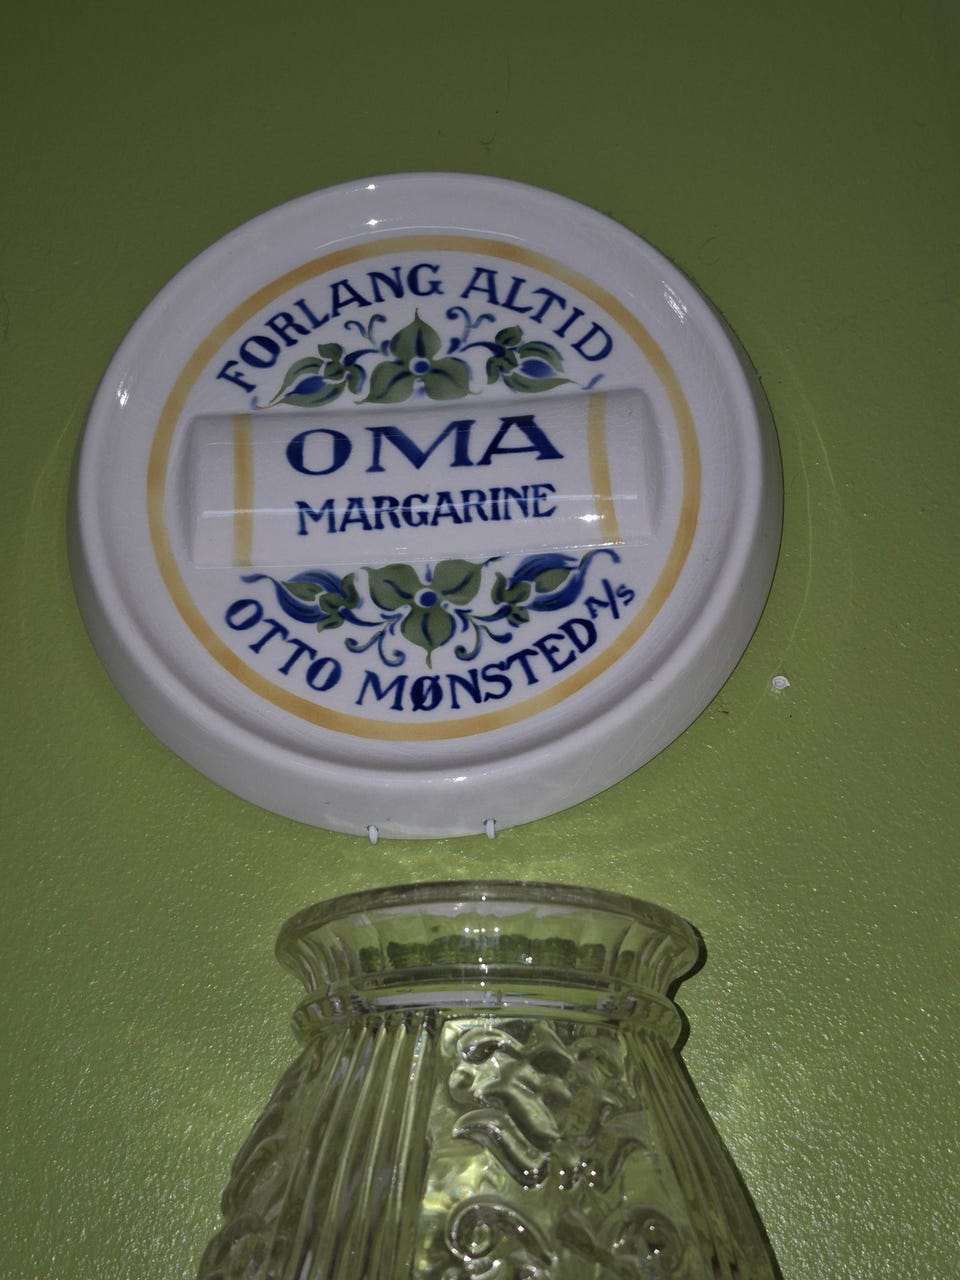 FORLANG ALTID
OMA
MARGARINE
OTTO MØNSTED A/S